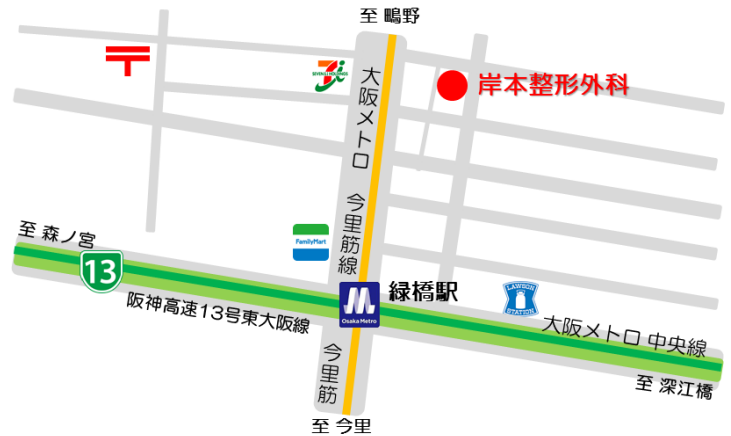 至 鴫野
SEVEN&i HOLDINGS
岸本整形外科
大阪メトロ 今里筋線
至 森ノ宮
FamilyMart
13
緑橋駅
Osaka Metro
LAWSON
STATION
阪神高速13号東大阪線
大阪メトロ 中央線
今里筋
至 深江橋
至 今里